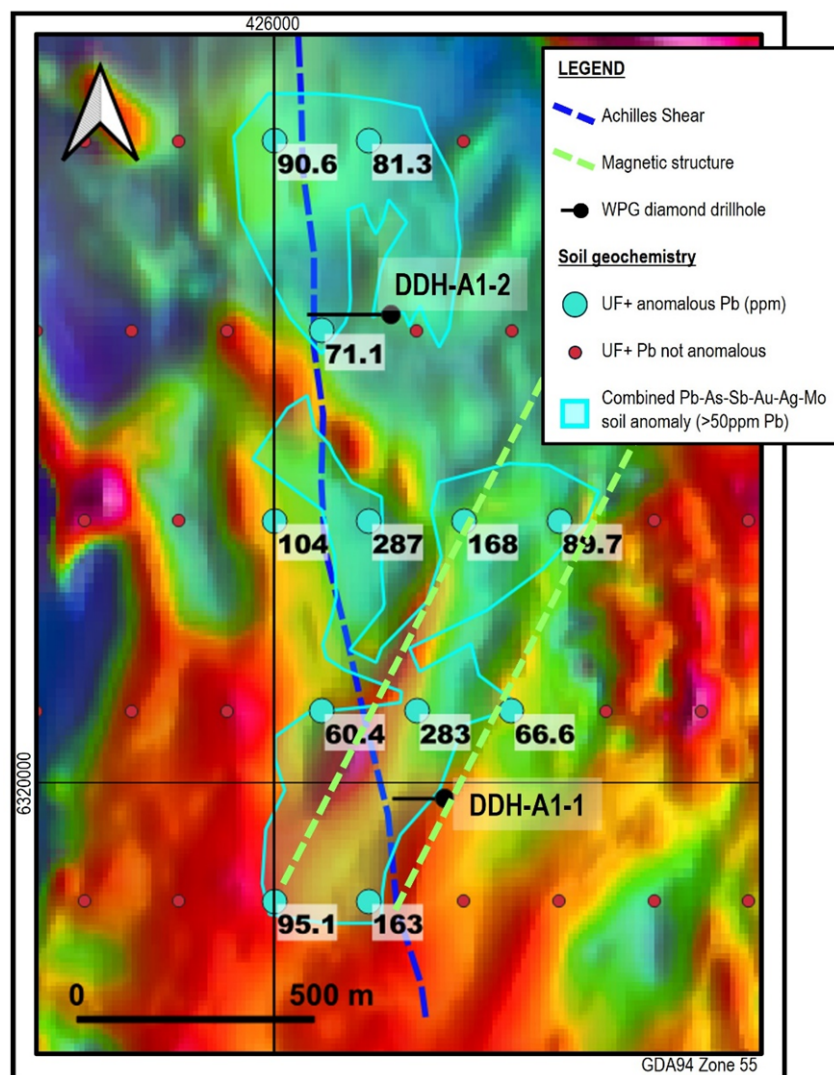 426000
LEGEND
Achilles Shear
Magnetic structure
WPG diamond drillhole
Soil geochemistry
UF+ anomalous Pb (ppm)
UF+ Pb not anomalous
Combined Pb-As-Sb-Au-Ag-Mo
soil anomaly (>50ppm Pb)
90.6
81.3
DDH-A1-2
71.1
104
287
168
89.7
60.4
283
66.6
6320000
DDH-A1-1
95.1
163
0
500 m
GDA94 Zone 55